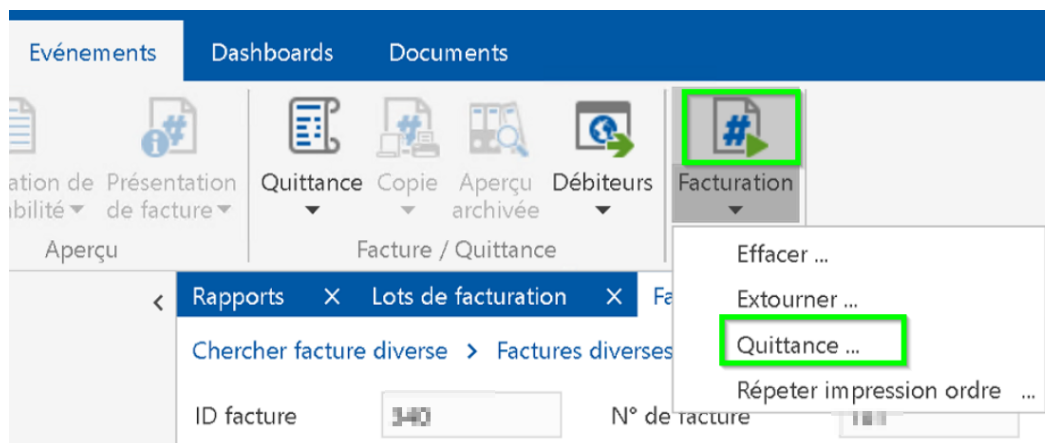 Evénements Dashboards Documents
ation de Présentation Quittance Copie Aperçu Débiteurs Facturation
bilité de facture archivée
Aperçu Facture / Quittance
Effacer ...
Rapports X Lots de facturation X Fa
Extourner ...
Chercher facture diverse > Factures diverses
Quittance ...
Répeter impression ordre ...
ID facture N° de facture